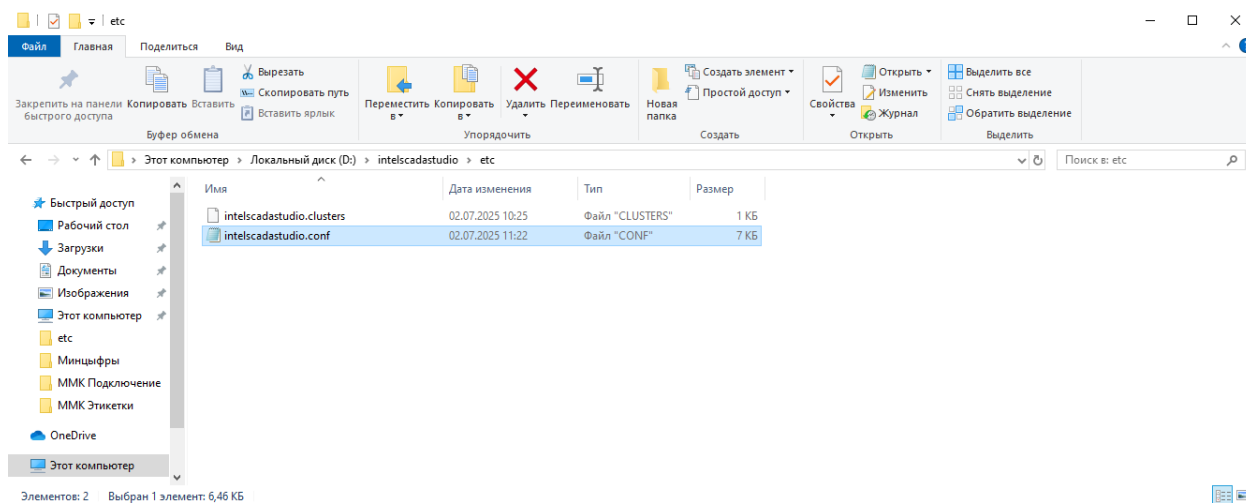 etc
Файл Главная Поделиться Вид
Закрепить на панели быстрого доступа
Копировать
Вставить
Вырезать
Скопировать путь
Вставить ярлык
Буфер обмена
Переместить в
Копировать в
Удалить
Переименовать
Упорядочить
Новая папка
Создать элемент
Простой доступ
Создать
Свойства
Открыть
Изменить
Журнал
Открыть
Выделить все
Снять выделение
Обратить выделение
Выделить
Этот компьютер > Локальный диск (D:) > intelscadastudio > etc
Поиск в: etc
Быстрый доступ
Рабочий стол
Загрузки
Документы
Изображения
Этот компьютер
etc
Минцыфры
ММК Подключение
ММК Этикетки
OneDrive
Этот компьютер
Имя Дата изменения Тип Размер
intelscadastudio.clusters 02.07.2025 10:25 Файл "CLUSTERS" 1 КБ
intelscadastudio.conf 02.07.2025 11:22 Файл "CONF" 7 КБ
Элементов: 2 Выбран 1 элемент: 6,46 КБ